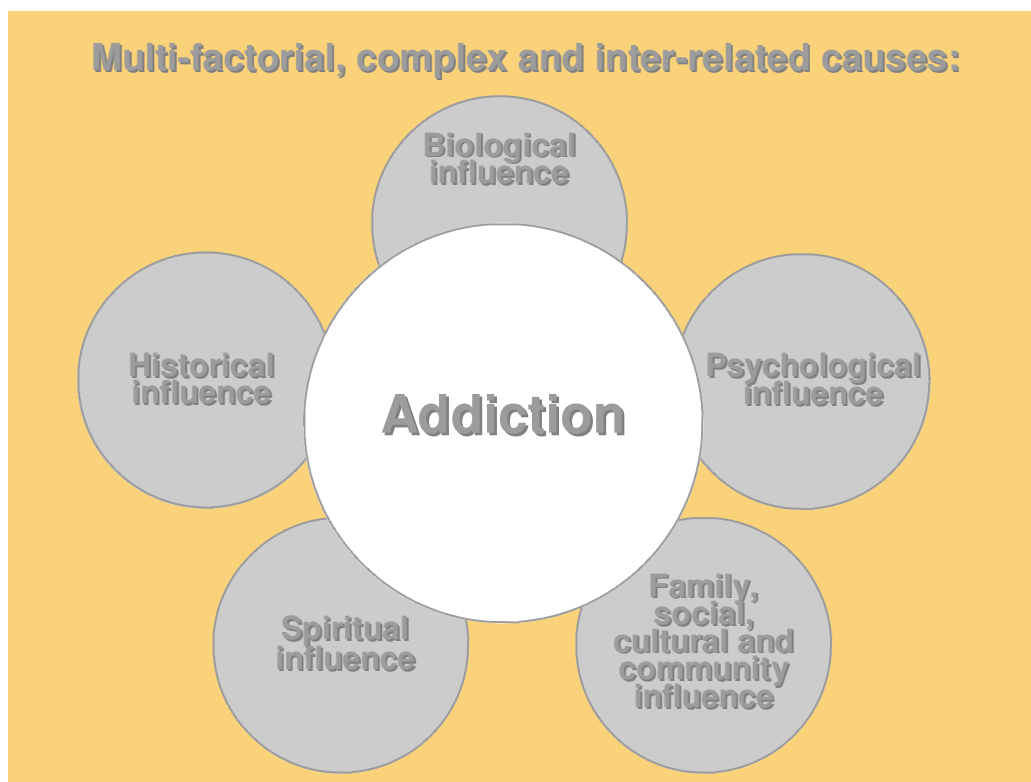 Multi-factorial, complex and inter-related causes:
Biological
influence
Historical
influence
Psychological
influence
Addiction
Spiritual
influence
Family,
social,
cultural and
community
influence